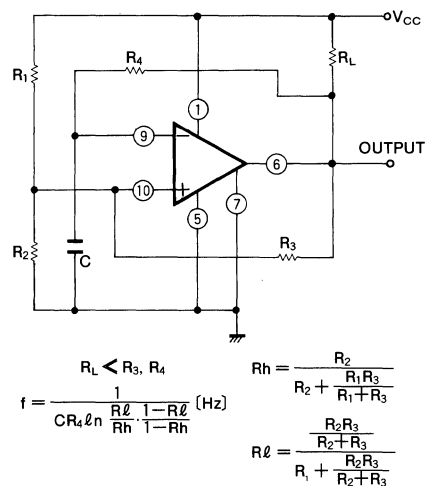 VCC
R1
R4
RL
①
⑨
−
OUTPUT
⑥
⑩
+
⑤
⑦
R2
C
R3
RL < R3, R4
f = 1 / (CR4 ℓn Rℓ/Rh · (1−Rℓ)/(1−Rh)) [Hz]
Rh = R2 / (R2 + R1R3/(R1+R3))
Rℓ = (R2R3/(R2+R3)) / (R1 + R2R3/(R2+R3))